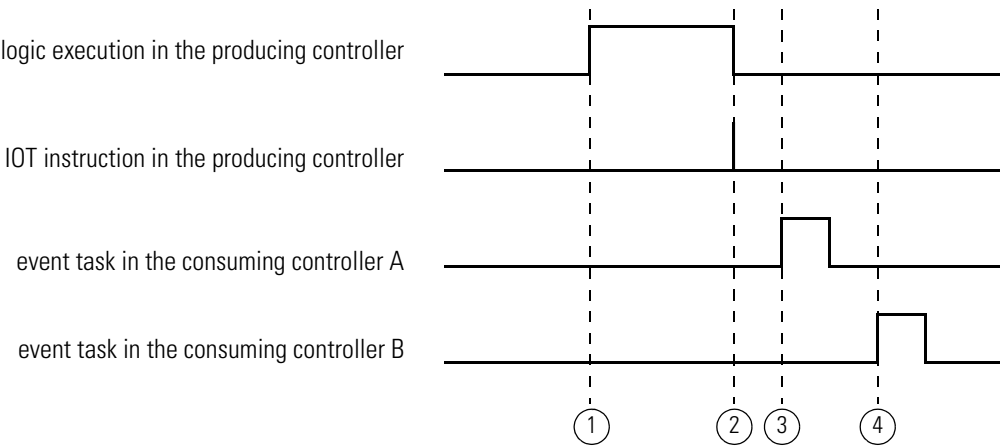 logic execution in the producing controller
IOT instruction in the producing controller
event task in the consuming controller A
event task in the consuming controller B
1 2 3 4